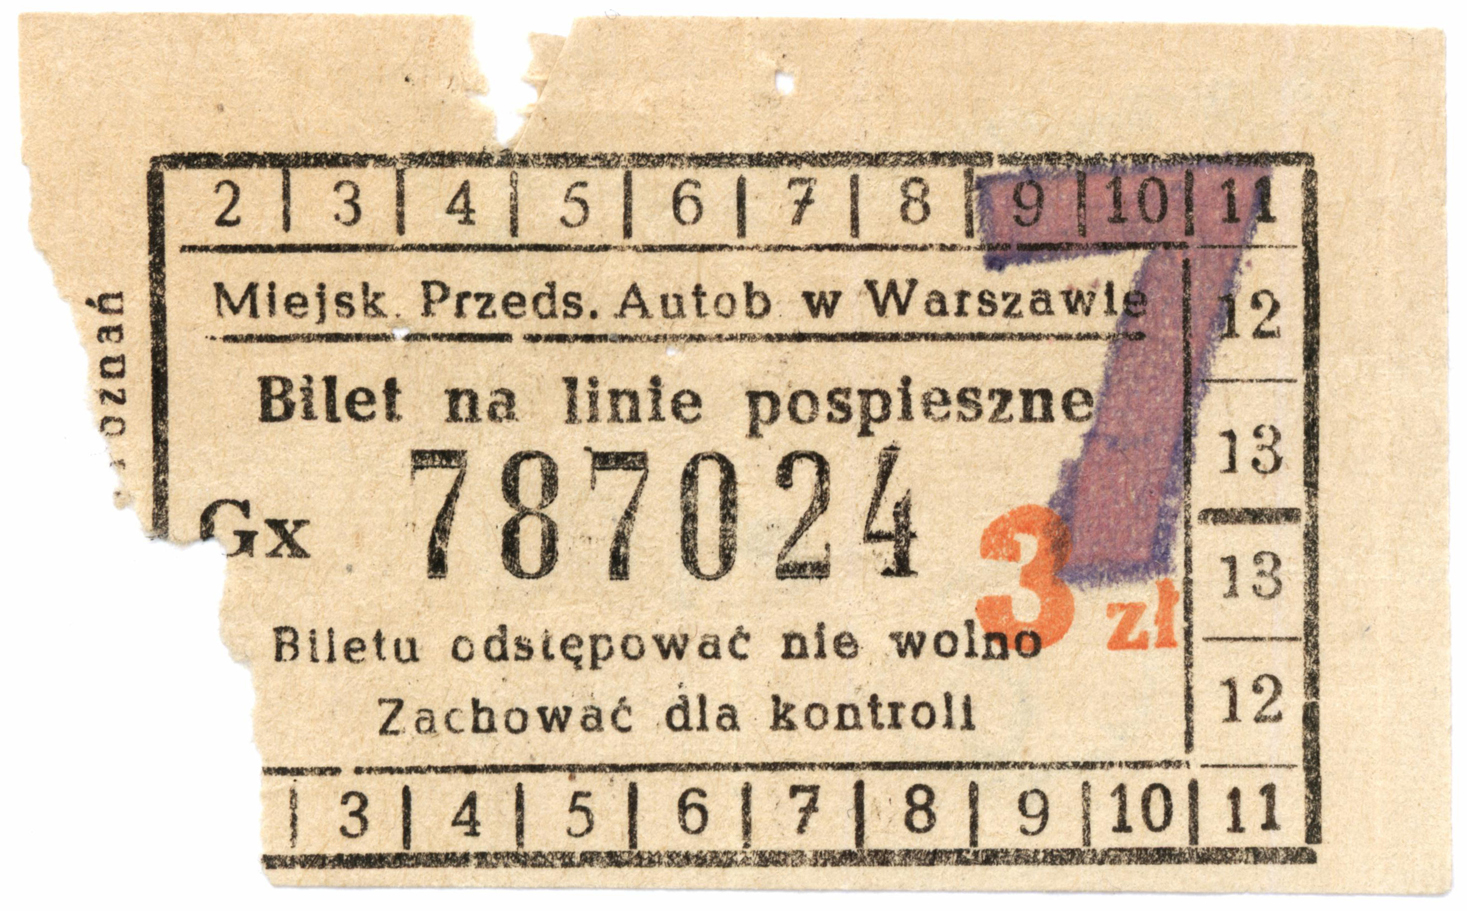 2 | 3 | 4 | 5 | 6 | 7 | 8 | 9 | 10 | 11
Miejsk. Przeds. Autob. w Warszawie
12
Bilet na linie pospieszne
13
Gx 787024
7
3 zł
13
Biletu odstępować nie wolno
12
Zachować dla kontroli
3 | 4 | 5 | 6 | 7 | 8 | 9 | 10 | 11
oznań